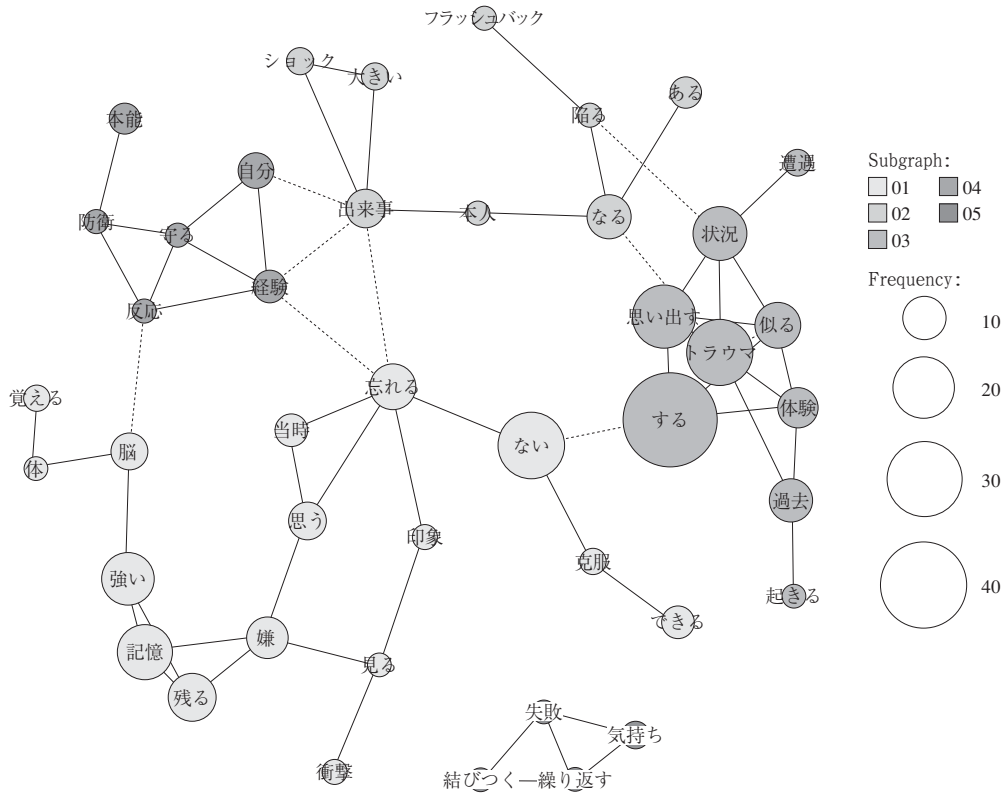 フラッシュバック
ショック
大きい
ある
陥る
本能
自分
遭遇
防衛
守る
出来事
本人
なる
状況
経験
反応
思い出す
似る
トラウマ
忘れる
覚える
当時
ない
する
体験
脳
体
過去
思う
印象
克服
強い
起きる
できる
嫌
記憶
見る
残る
失敗
気持ち
衝撃
結びつく
繰り返す
Subgraph:
01
04
02
05
03
Frequency:
10
20
30
40